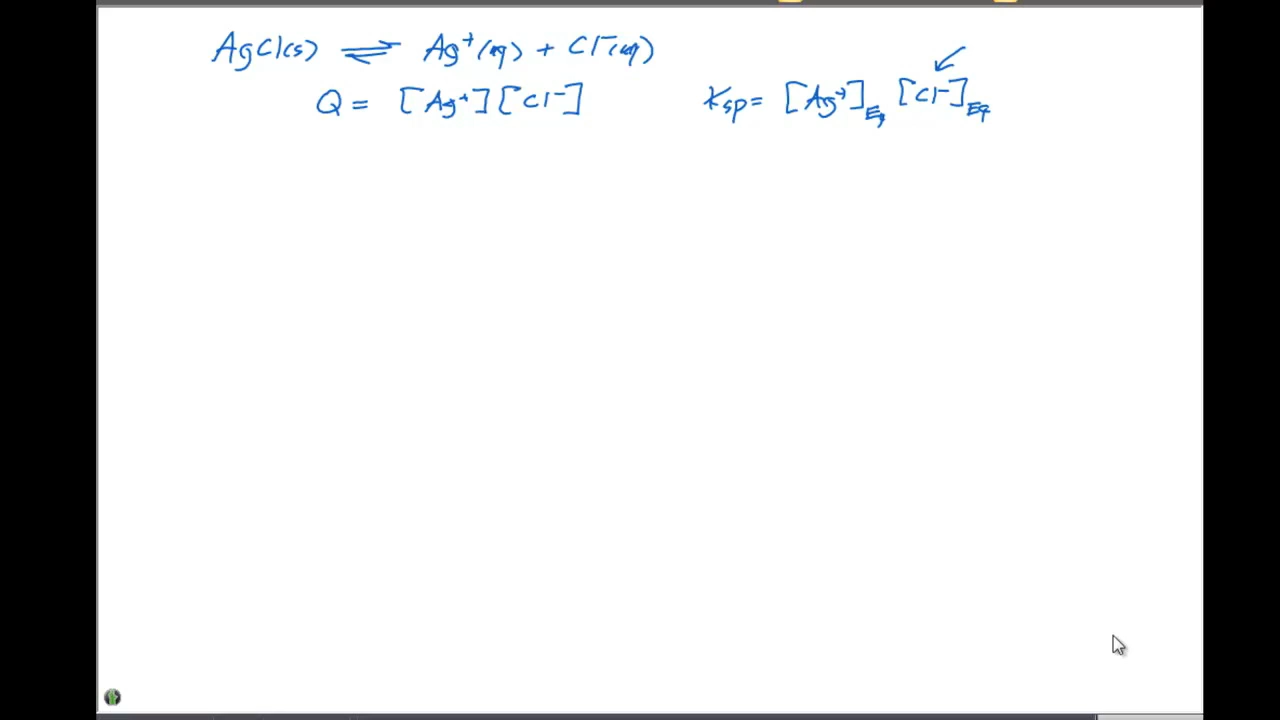 AgCl(s) ⇌ Ag⁺(aq) + Cl⁻(aq)
Q = [Ag⁺][Cl⁻] Ksp = [Ag⁺]Eq [Cl⁻]Eq